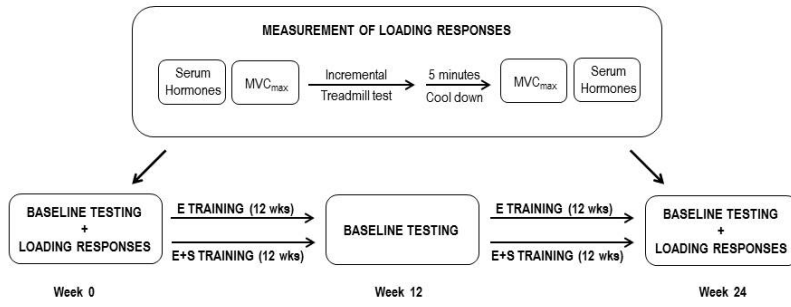 MEASUREMENT OF LOADING RESPONSES
Serum
Hormones
MVCmax
Incremental
Treadmill test
5 minutes
Cool down
MVCmax
Serum
Hormones
BASELINE TESTING
+
LOADING RESPONSES
E TRAINING (12 wks)
E+S TRAINING (12 wks)
BASELINE TESTING
E TRAINING (12 wks)
E+S TRAINING (12 wks)
BASELINE TESTING
+
LOADING RESPONSES
Week 0
Week 12
Week 24